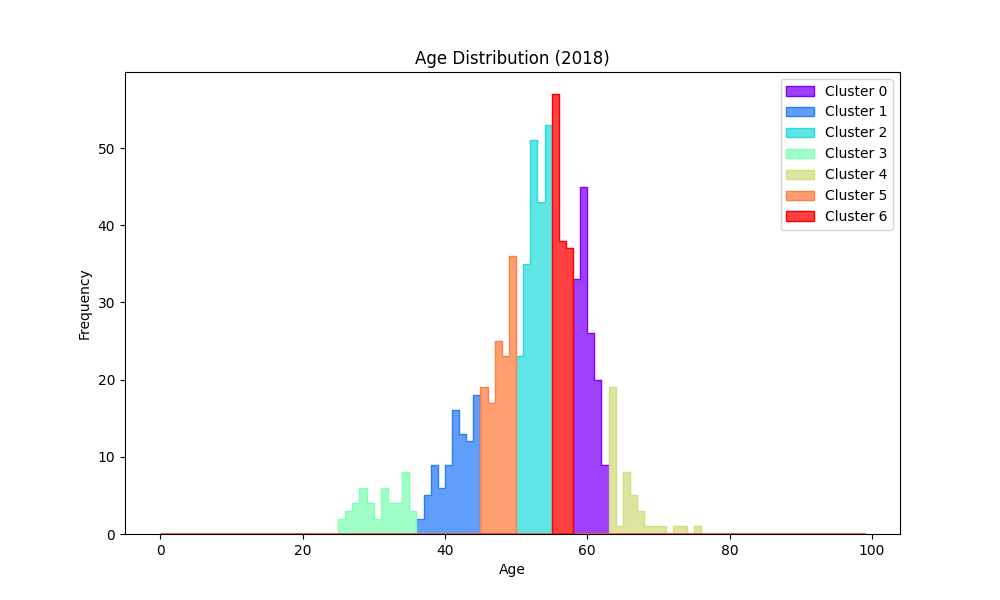 Age Distribution (2018)
Cluster 0
Cluster 1
Cluster 2
Cluster 3
Cluster 4
Cluster 5
Cluster 6
Frequency
50
40
30
20
10
0
0 20 40 60 80 100
Age